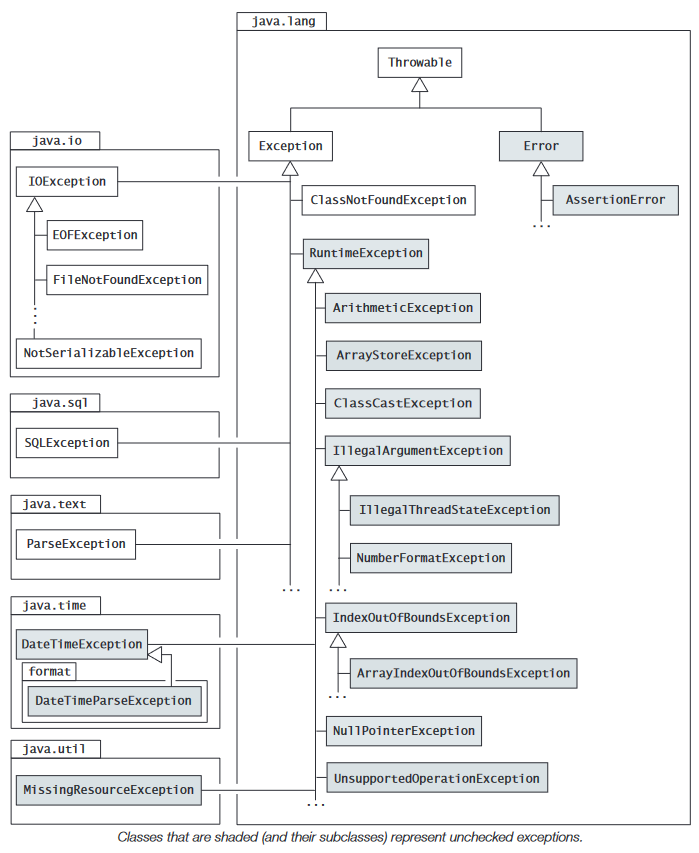 java.lang
Throwable
Exception
Error
ClassNotFoundException
AssertionError
...
java.io
IOException
EOFException
FileNotFoundException
...
NotSerializableException
RuntimeException
ArithmeticException
ArrayStoreException
ClassCastException
IllegalArgumentException
IllegalThreadStateException
NumberFormatException
...
...
java.sql
SQLException
java.text
ParseException
java.time
DateTimeException
format
DateTimeParseException
IndexOutOfBoundsException
ArrayIndexOutOfBoundsException
...
NullPointerException
UnsupportedOperationException
...
java.util
MissingResourceException
Classes that are shaded (and their subclasses) represent unchecked exceptions.